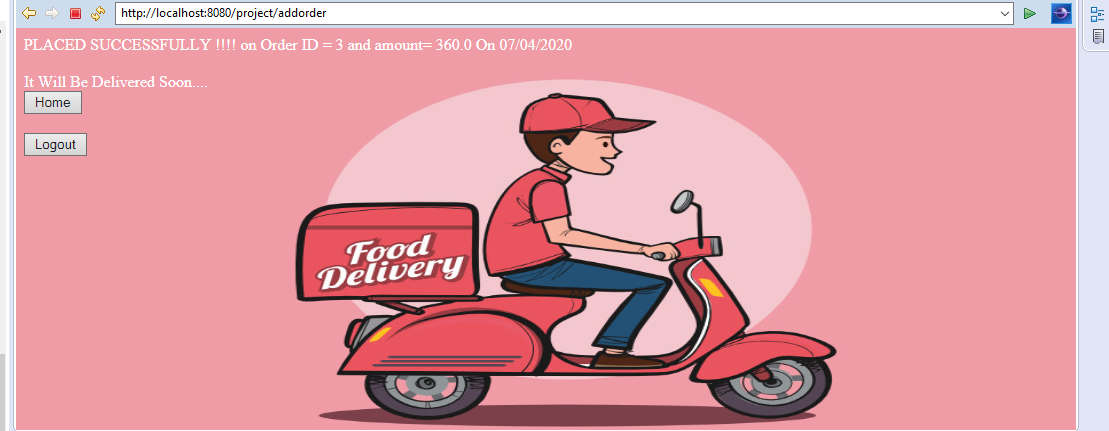 http://localhost:8080/project/addorder
PLACED SUCCESSFULLY !!!! on Order ID = 3 and amount= 360.0 On 07/04/2020
It Will Be Delivered Soon....
Home
Logout
Food
Delivery